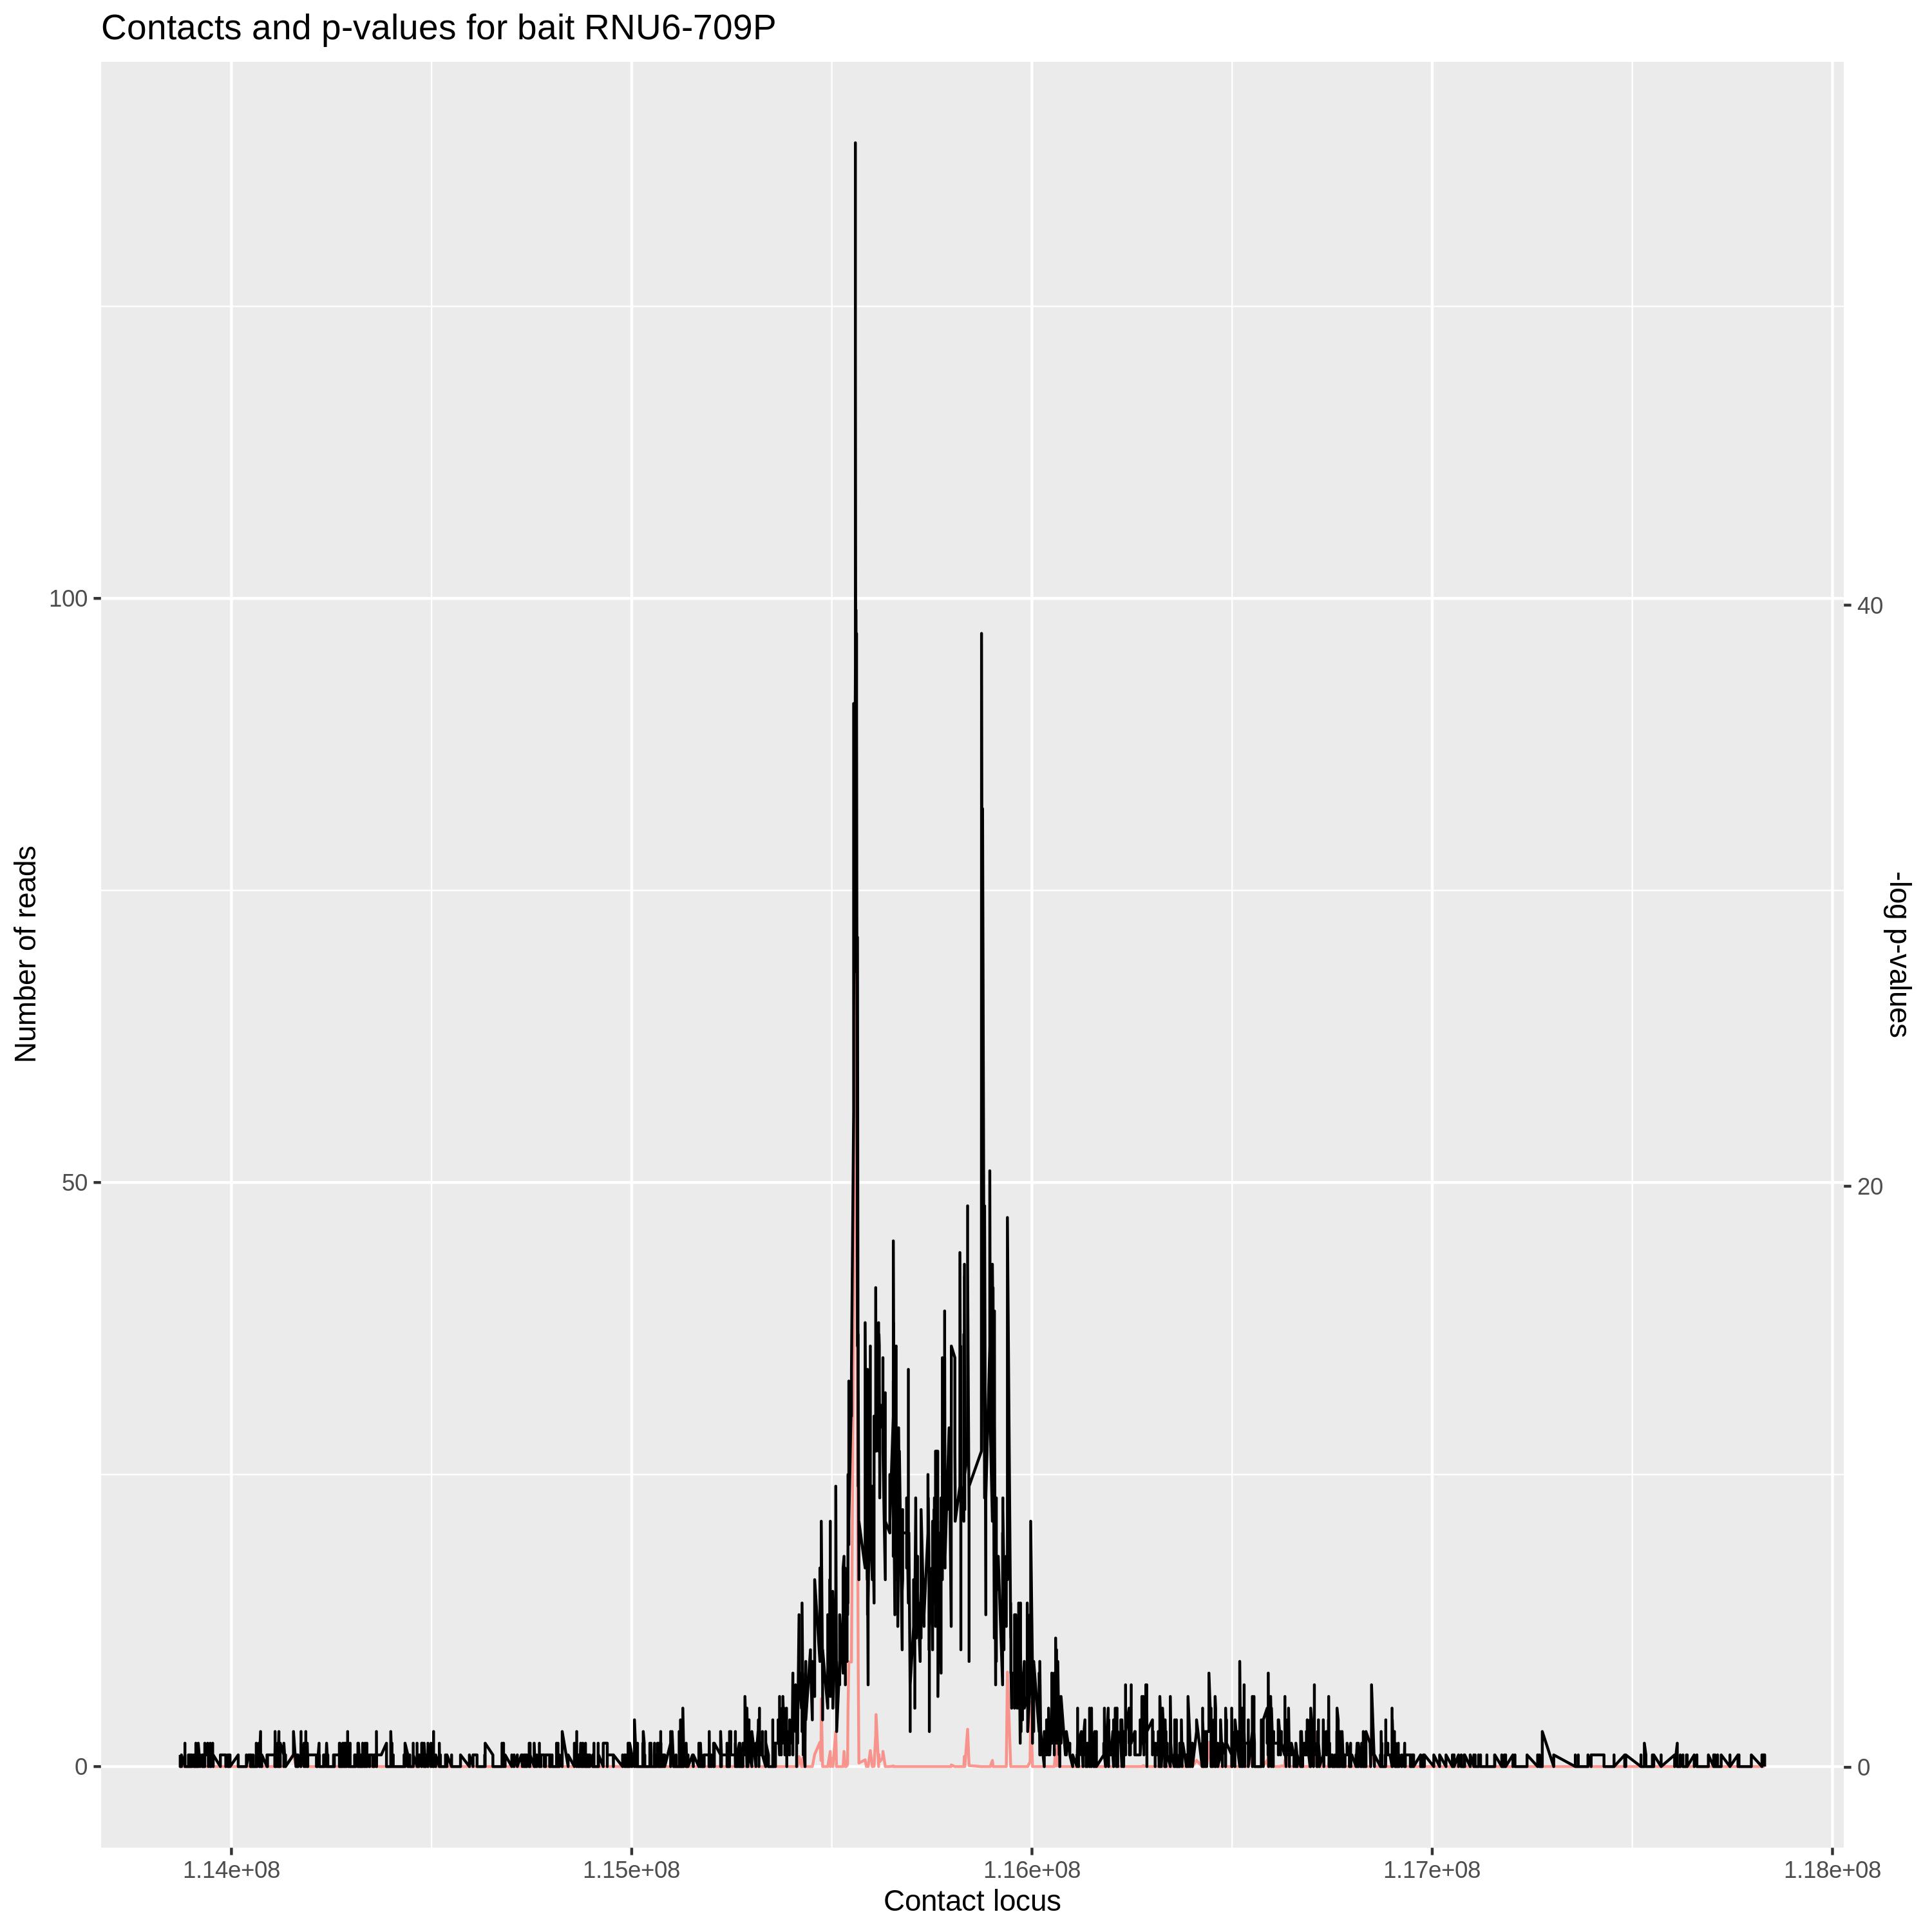 Contacts and p-values for bait RNU6-709P
Number of reads
100
50
0
-log p-values
40
20
0
1.14e+08
1.15e+08
1.16e+08
1.17e+08
1.18e+08
Contact locus